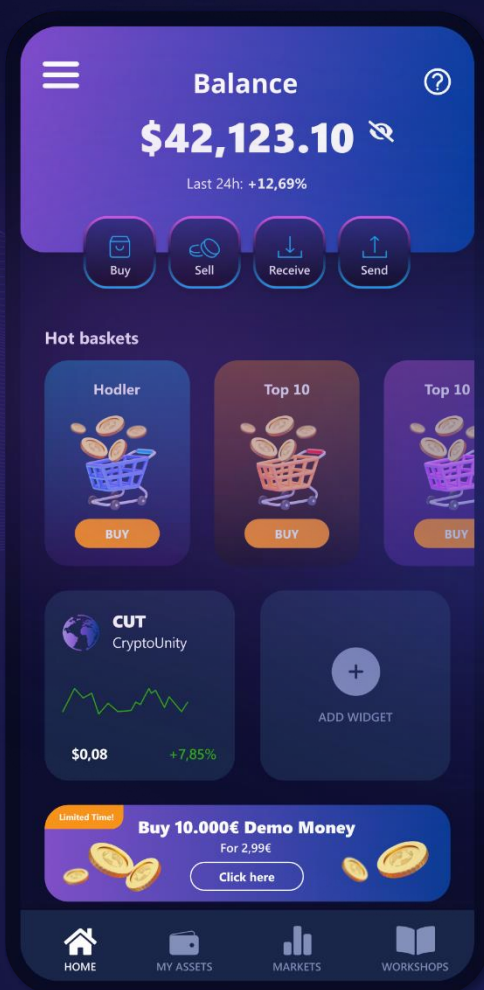 Balance
$42,123.10
Last 24h: +12,69%
Buy
Sell
Receive
Send
Hot baskets
Hodler
Top 10
Top 10
BUY
BUY
BUY
CUT
CryptoUnity
$0,08
+7,85%
ADD WIDGET
Limited Time!
Buy 10.000€ Demo Money
For 2,99€
Click here
HOME
MY ASSETS
MARKETS
WORKSHOPS